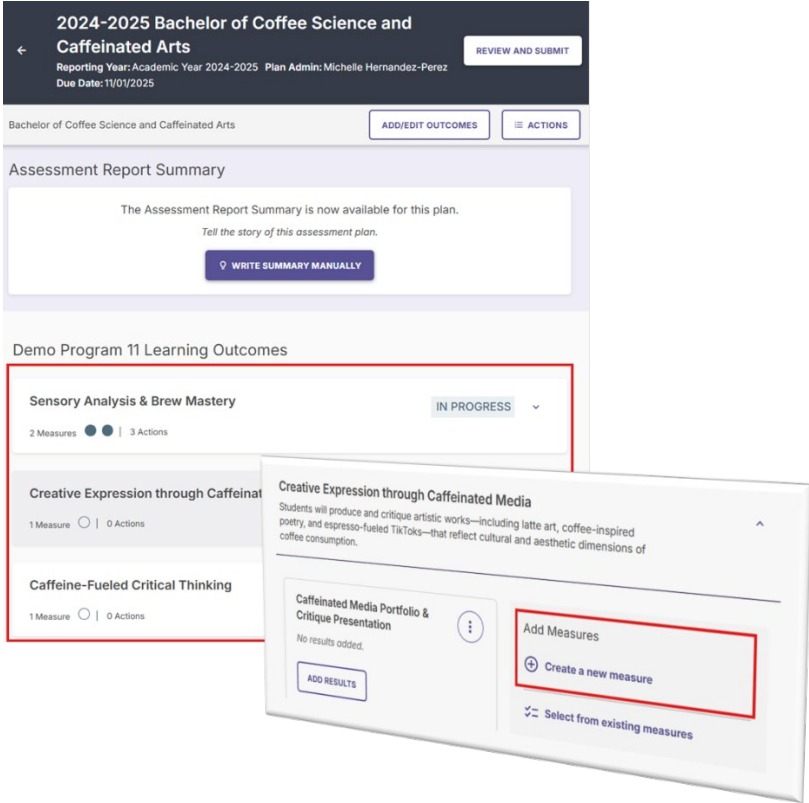 2024-2025 Bachelor of Coffee Science and
Caffeinated Arts
Reporting Year: Academic Year 2024-2025 Plan Admin: Michelle Hernandez-Perez
Due Date: 11/01/2025
REVIEW AND SUBMIT
Bachelor of Coffee Science and Caffeinated Arts
ADD/EDIT OUTCOMES
ACTIONS
Assessment Report Summary
The Assessment Report Summary is now available for this plan.
Tell the story of this assessment plan.
WRITE SUMMARY MANUALLY
Demo Program 11 Learning Outcomes
Sensory Analysis & Brew Mastery
IN PROGRESS
2 Measures | 3 Actions
Creative Expression through Caffeinat
1 Measure | 0 Actions
Caffeine-Fueled Critical Thinking
1 Measure | 0 Actions
Creative Expression through Caffeinated Media
Students will produce and critique artistic works—including latte art, coffee-inspired
poetry, and espresso-fueled TikToks—that reflect cultural and aesthetic dimensions of
coffee consumption.
Caffeinated Media Portfolio &
Critique Presentation
No results added.
ADD RESULTS
Add Measures
Create a new measure
Select from existing measures